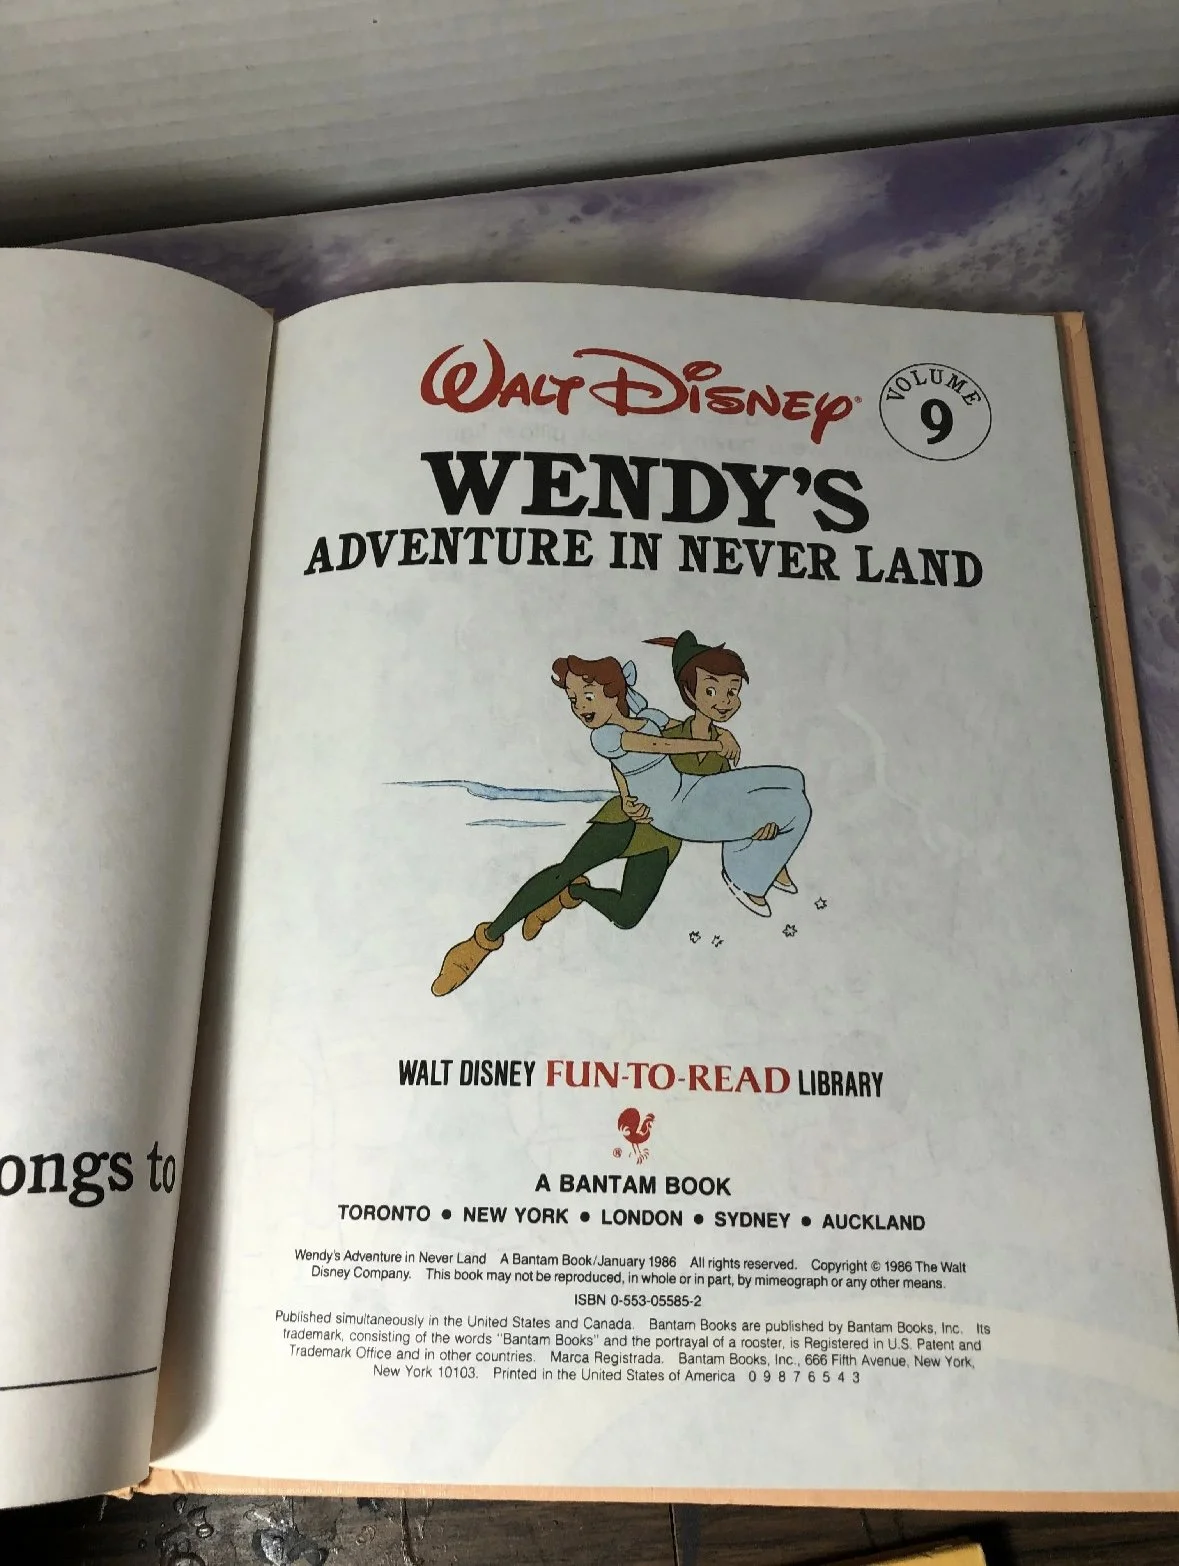 WALT DISNEY®
VOLUME
9
WENDY'S
ADVENTURE IN NEVER LAND
ongs to
WALT DISNEY FUN-TO-READ LIBRARY
®
A BANTAM BOOK
TORONTO • NEW YORK • LONDON • SYDNEY • AUCKLAND
Wendy's Adventure in Never Land A Bantam Book/January 1986 All rights reserved. Copyright © 1986 The Walt
Disney Company. This book may not be reproduced, in whole or in part, by mimeograph or any other means.
ISBN 0-553-05585-2
Published simultaneously in the United States and Canada. Bantam Books are published by Bantam Books, Inc. Its
trademark, consisting of the words "Bantam Books" and the portrayal of a rooster, is Registered in U.S. Patent and
Trademark Office and in other countries. Marca Registrada. Bantam Books, Inc., 666 Fifth Avenue, New York,
New York 10103. Printed in the United States of America 0 9 8 7 6 5 4 3